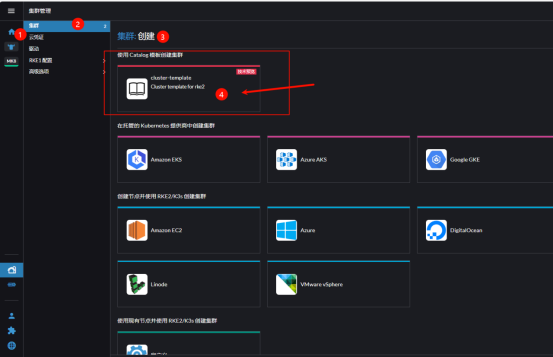 集群管理
集群 2
1
云凭证
驱动
MKS
RKE1 配置
高级选项
集群: 创建 3
使用 Catalog 模板创建集群
技术预览
cluster-template
Cluster template for rke2
4
在托管的 Kubernetes 提供商中创建集群
Amazon EKS
Azure AKS
Google GKE
创建节点并使用 RKE2/K3s 创建集群
Amazon EC2
Azure
DigitalOcean
Linode
VMware vSphere
使用现有节点并使用 RKE2/K3s 创建集群